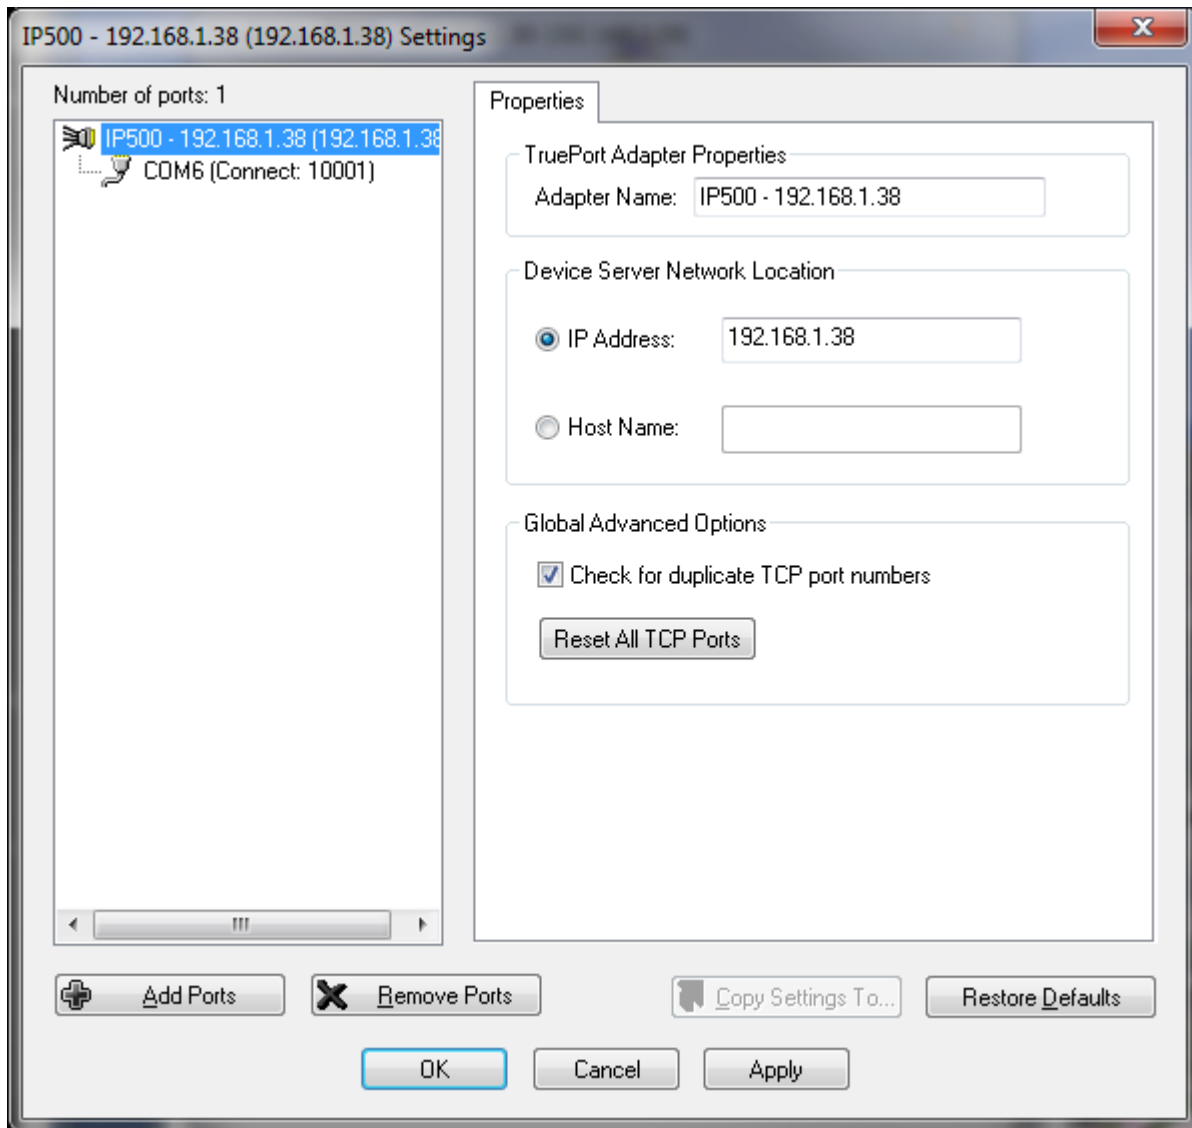 IP500 - 192.168.1.38 (192.168.1.38) Settings
Number of ports: 1
IP500 - 192.168.1.38 (192.168.1.38
COM6 (Connect: 10001)
Properties
TruePort Adapter Properties
Adapter Name: IP500 - 192.168.1.38
Device Server Network Location
IP Address: 192.168.1.38
Host Name:
Global Advanced Options
Check for duplicate TCP port numbers
Reset All TCP Ports
Add Ports Remove Ports Copy Settings To... Restore Defaults
OK Cancel Apply